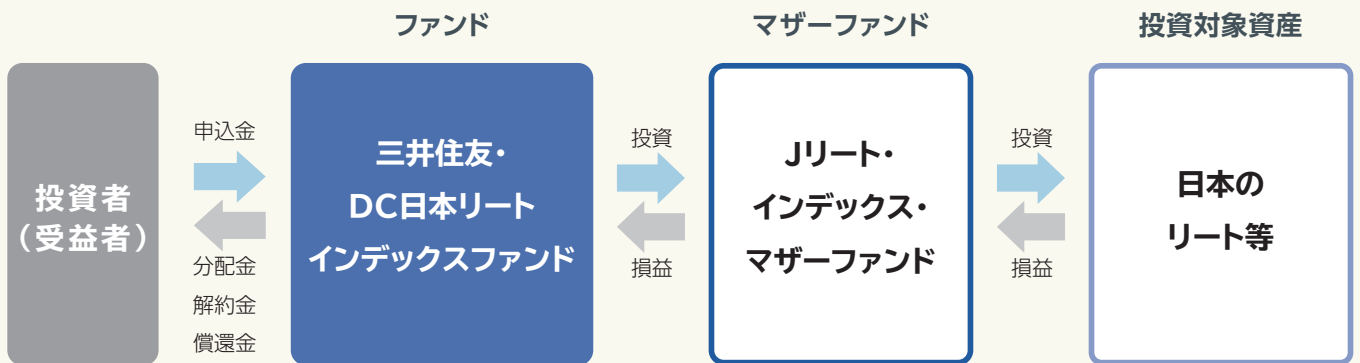 ファンド
マザーファンド
投資対象資産
投資者
（受益者）
申込金
分配金
解約金
償還金
三井住友・
DC日本リート
インデックスファンド
投資
損益
Jリート・
インデックス・
マザーファンド
投資
損益
日本の
リート等